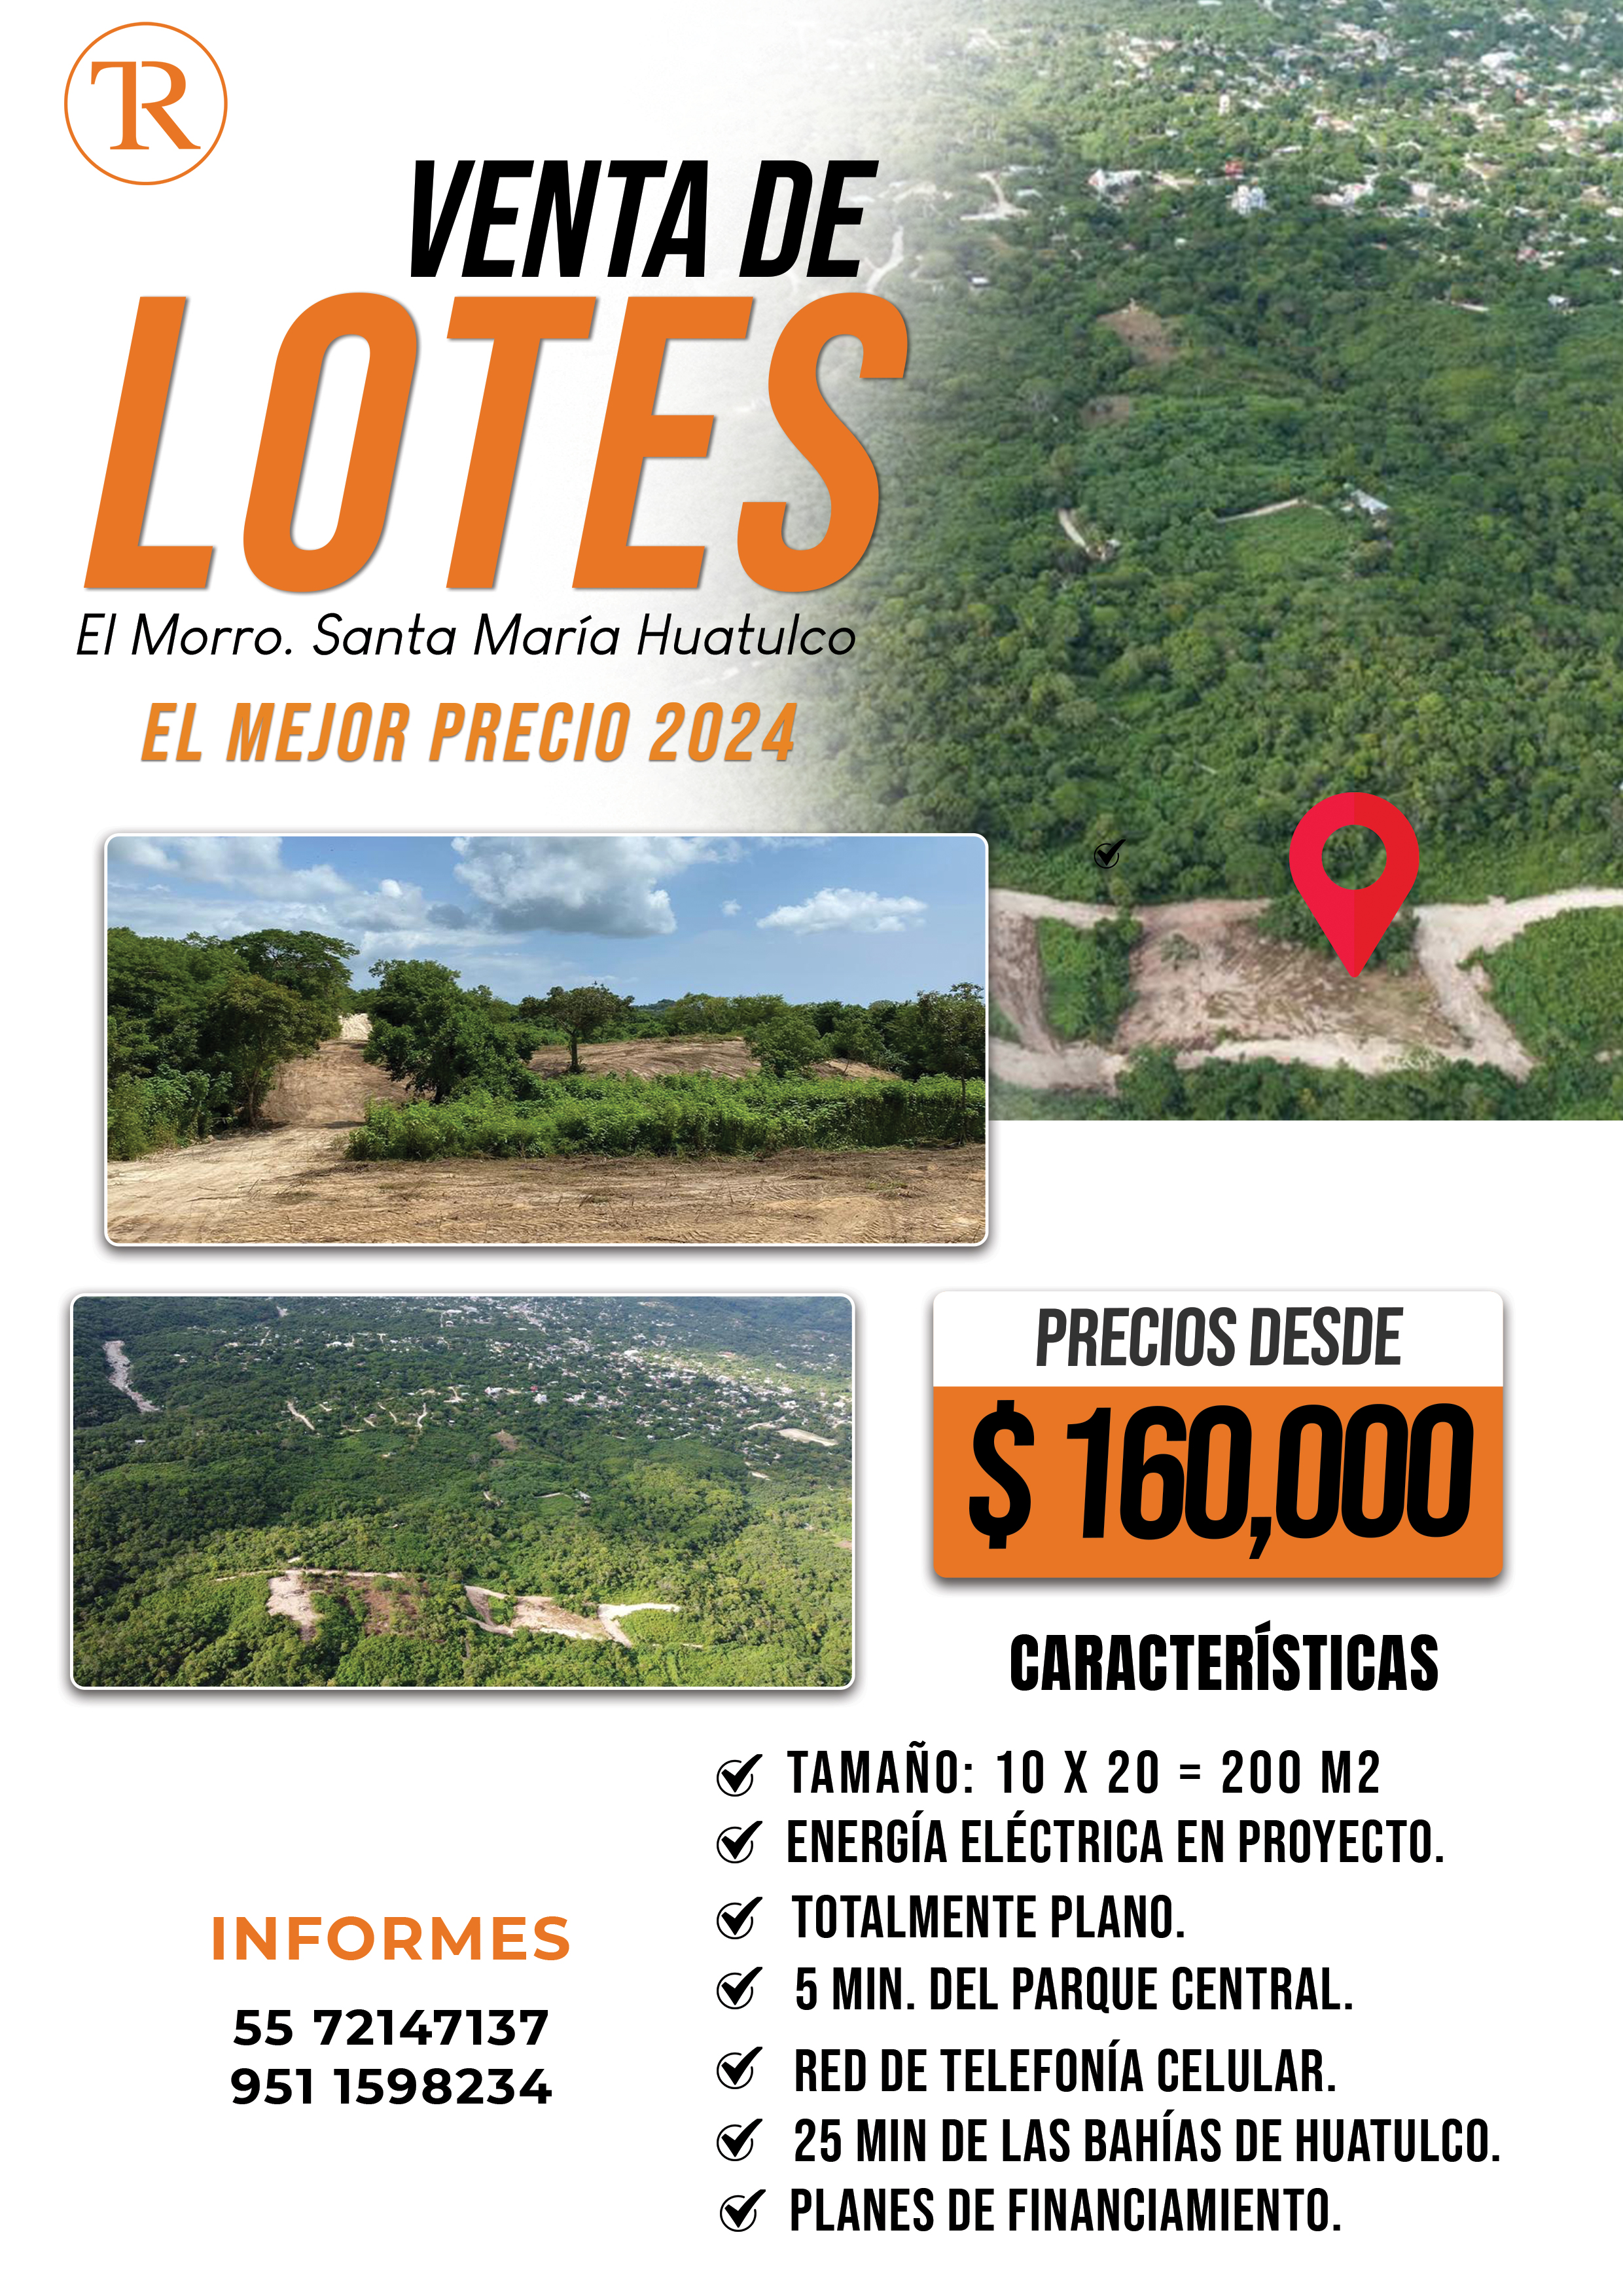 TR
VENTA DE
LOTES
El Morro. Santa María Huatulco
EL MEJOR PRECIO 2024
PRECIOS DESDE
$ 160,000
CARACTERÍSTICAS
TAMAÑO: 10 X 20 = 200 M2
ENERGÍA ELÉCTRICA EN PROYECTO.
TOTALMENTE PLANO.
5 MIN. DEL PARQUE CENTRAL.
RED DE TELEFONÍA CELULAR.
25 MIN DE LAS BAHÍAS DE HUATULCO.
PLANES DE FINANCIAMIENTO.
INFORMES
55 72147137
951 1598234